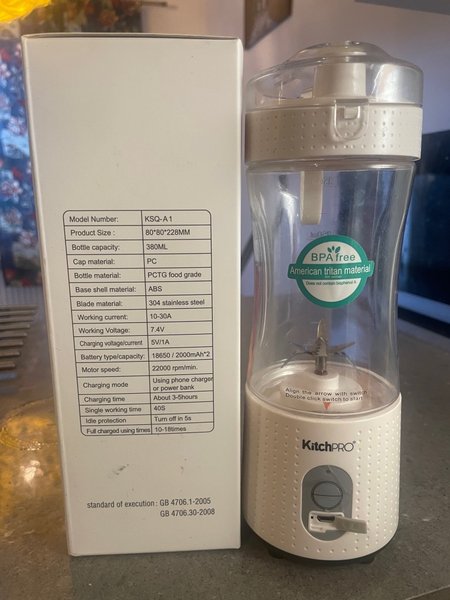 Model Number: KSQ-A1
Product Size : 80*80*228MM
Bottle capacity: 380ML
Cap material: PC
Bottle material: PCTG food grade
Base shell material: ABS
Blade material: 304 stainless steel
Working current: 10-30A
Working Voltage: 7.4V
Charging voltage/current 5V/1A
Battery type/capacity: 18650 / 2000mAh*2
Motor speed: 22000 rpm/min.
Charging mode Using phone charger
or power bank
Charging time About 3-5hours
Single working time 40S
Idle protection Turn off in 5s
Full charged using times 10-18times
standard of execution : GB 4706.1-2005
GB 4706.30-2008
BPA free
American tritan material
Does not contain bisphenol A
Align the arrow with switch
Double click switch to start
KitchPRO®